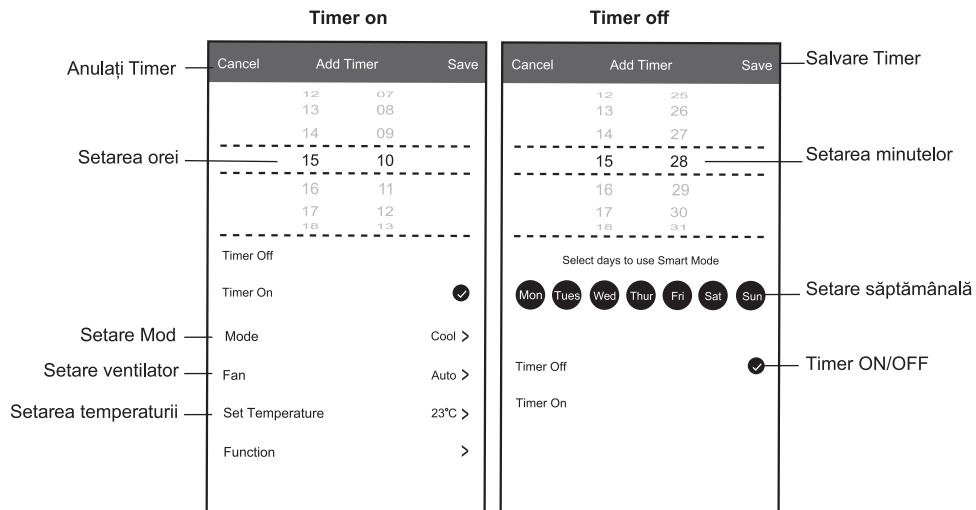 Timer on
Timer off
Anulați Timer
Cancel Add Timer Save
12 07
13 08
14 09
Setarea orei
15 10
16 11
17 12
18 13
Timer Off
Timer On
Setare Mod
Mode Cool >
Setare ventilator
Fan Auto >
Setarea temperaturii
Set Temperature 23°C >
Function >
Cancel Add Timer Save
Salvare Timer
12 25
13 26
14 27
15 28
Setarea minutelor
16 29
17 30
18 31
Select days to use Smart Mode
Mon Tues Wed Thur Fri Sat Sun
Setare săptămânală
Timer Off
Timer ON/OFF
Timer On